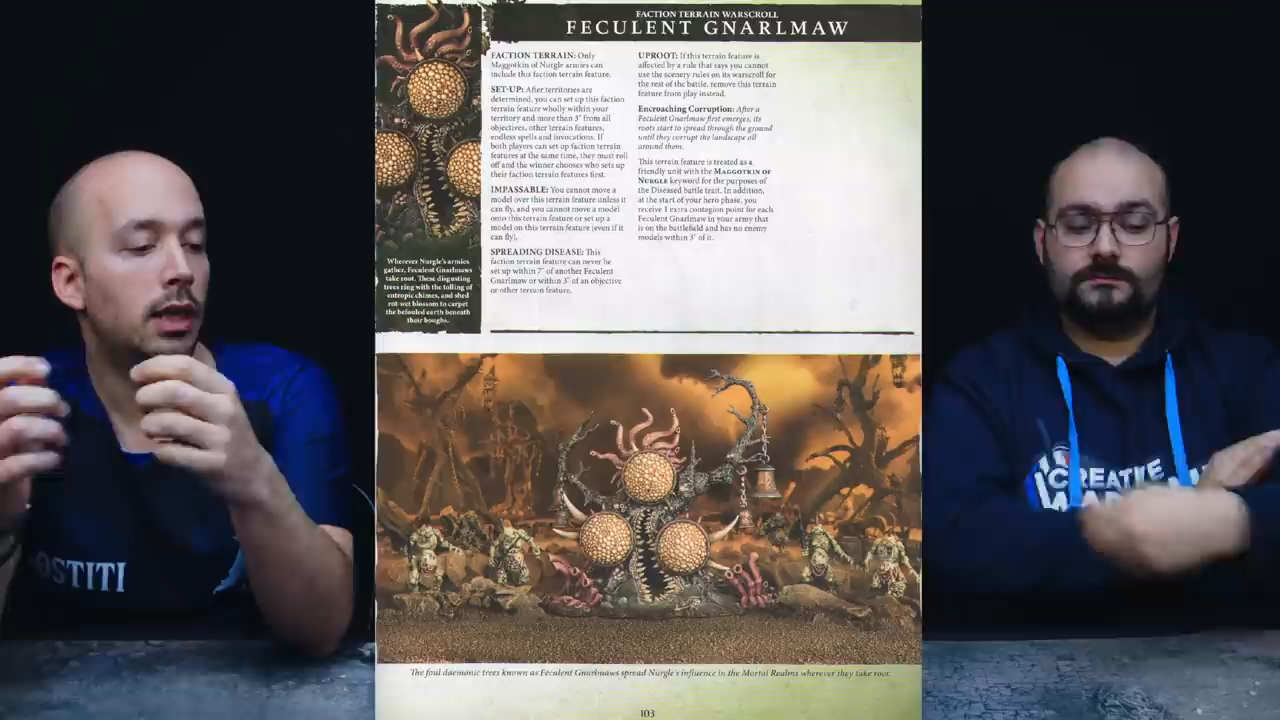 FACTION TERRAIN WARSCROLL
FECULENT GNARLMAW
FACTION TERRAIN: Only
Maggotkin of Nurgle armies can
include this faction terrain feature.
SET-UP: After territories are
determined, you can set up this faction
terrain feature wholly within your
territory and more than 3" from all
objectives, other terrain features,
endless spells and invocations. If
both players can set up faction terrain
features at the same time, they must roll
off and the winner chooses who sets up
their faction terrain features first.
IMPASSABLE: You cannot move a
model over this terrain feature unless it
can fly, and you cannot move a model
onto this terrain feature or set up a
model on this terrain feature (even if it
can fly).
SPREADING DISEASE: This
faction terrain feature can never be
set up within 7" of another Feculent
Gnarlmaw or within 3" of an objective
or other terrain feature.
UPROOT: If this terrain feature is
affected by a rule that says you cannot
use the scenery rules on its warscroll for
the rest of the battle, remove this terrain
feature from play instead.
Encroaching Corruption: After a
Feculent Gnarlmaw first emerges, its
roots start to spread through the ground
until they corrupt the landscape all
around them.
This terrain feature is treated as a
friendly unit with the MAGGOTKIN OF
NURGLE keyword for the purposes of
the Diseased battle trait. In addition,
at the start of your hero phase, you
receive 1 extra contagion point for each
Feculent Gnarlmaw in your army that
is on the battlefield and has no enemy
models within 3" of it.
Wherever Nurgle's armies
gather, Feculent Gnarlmaws
take root. These disgusting
trees ring with the tolling of
entropic chimes, and shed
rot-wet blossom to carpet
the befouled earth beneath
their boughs.
The foul daemonic trees known as Feculent Gnarlmaws spread Nurgle's influence in the Mortal Realms wherever they take root.
103
OSTITI
CREATIVE